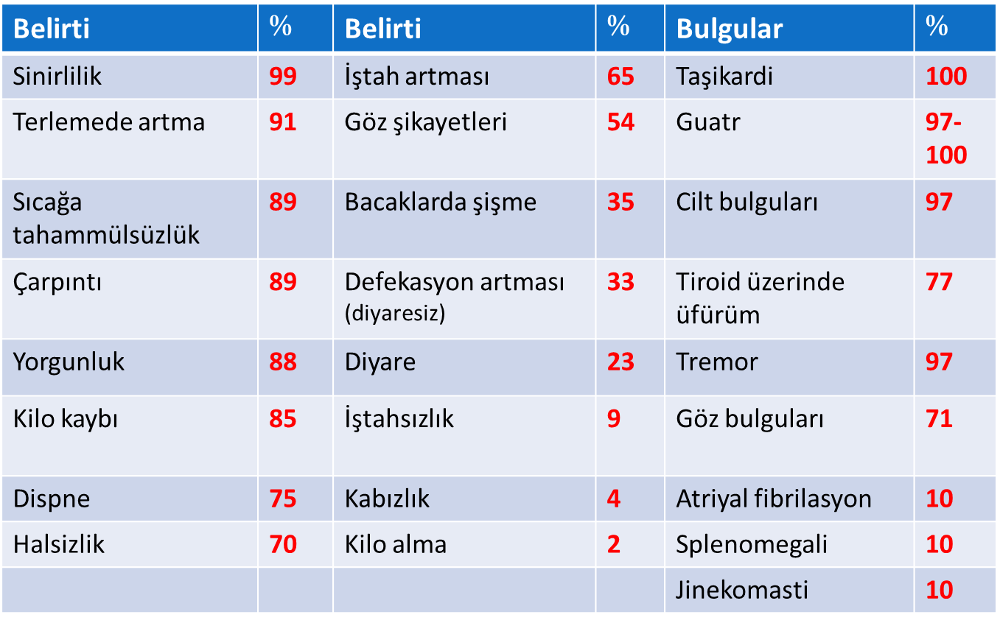 Belirti % Belirti % Bulgular %
Sinirlilik 99 İştah artması 65 Taşikardi 100
Terlemede artma 91 Göz şikayetleri 54 Guatr 97-
100
Sıcağa 89 Bacaklarda şişme 35 Cilt bulguları 97
tahammülsüzlük
Çarpıntı 89 Defekasyon artması 33 Tiroid üzerinde 77
(diyaresiz) üfürüm
Yorgunluk 88 Diyare 23 Tremor 97
Kilo kaybı 85 İştahsızlık 9 Göz bulguları 71
Dispne 75 Kabızlık 4 Atriyal fibrilasyon 10
Halsizlik 70 Kilo alma 2 Splenomegali 10
Jinekomasti 10